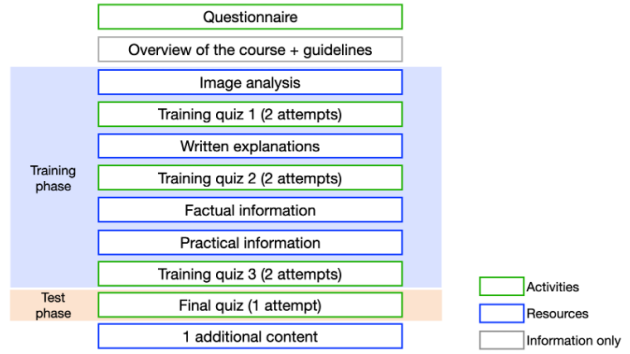 Questionnaire
Overview of the course + guidelines
Image analysis
Training quiz 1 (2 attempts)
Written explanations
Training quiz 2 (2 attempts)
Factual information
Practical information
Training quiz 3 (2 attempts)
Training
phase
Final quiz (1 attempt)
Test
phase
1 additional content
Activities
Resources
Information only